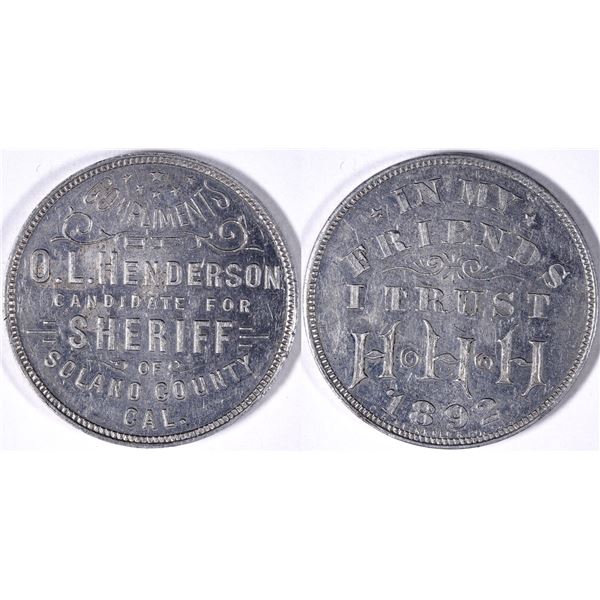 COMPLIMENTS
OF
O.L. HENDERSON
CANDIDATE FOR
SHERIFF
OF
SOLANO COUNTY
CAL.
IN MY
FRIENDS
I TRUST
H.H.H
1892